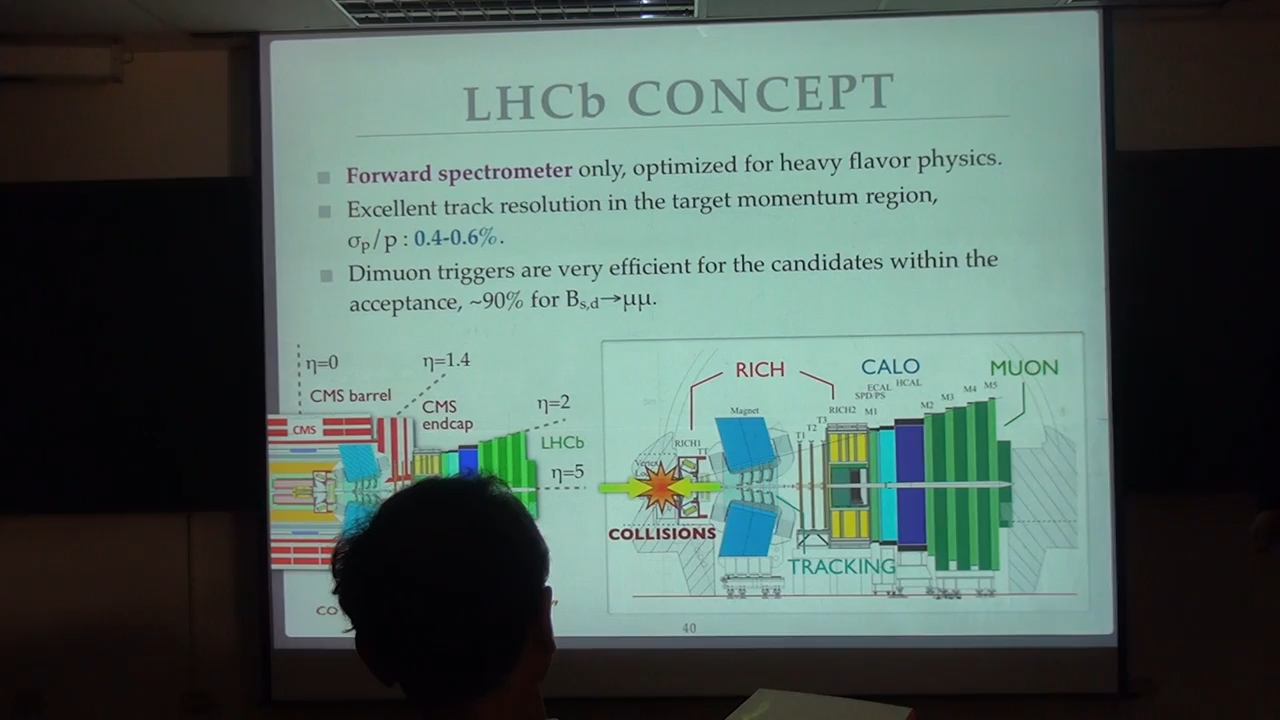 LHCb CONCEPT
Forward spectrometer only, optimized for heavy flavor physics.
Excellent track resolution in the target momentum region,
σp/p : 0.4-0.6%.
Dimuon triggers are very efficient for the candidates within the
acceptance, ~90% for Bs,d→μμ.
η=0
η=1.4
CMS barrel
CMS
endcap
η=2
CMS
LHCb
η=5
RICH
CALO
MUON
ECAL
HCAL
SPD/PS
M1
M2
M3
M4
M5
Magnet
RICH2
T1
T2
T3
RICH1
COLLISIONS
TRACKING
40